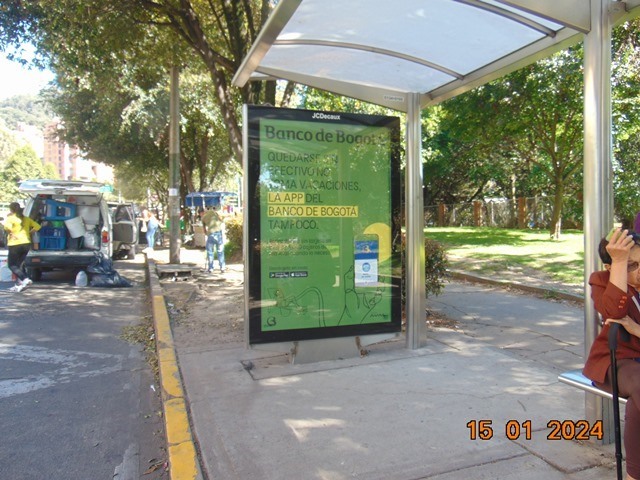 JCDecaux
Banco de Bogotá
QUEDARSE SIN
EFECTIVO NO
TOMA VACACIONES,
LA APP DEL
BANCO DE BOGOTÁ
TAMPOCO.
15 01 2024